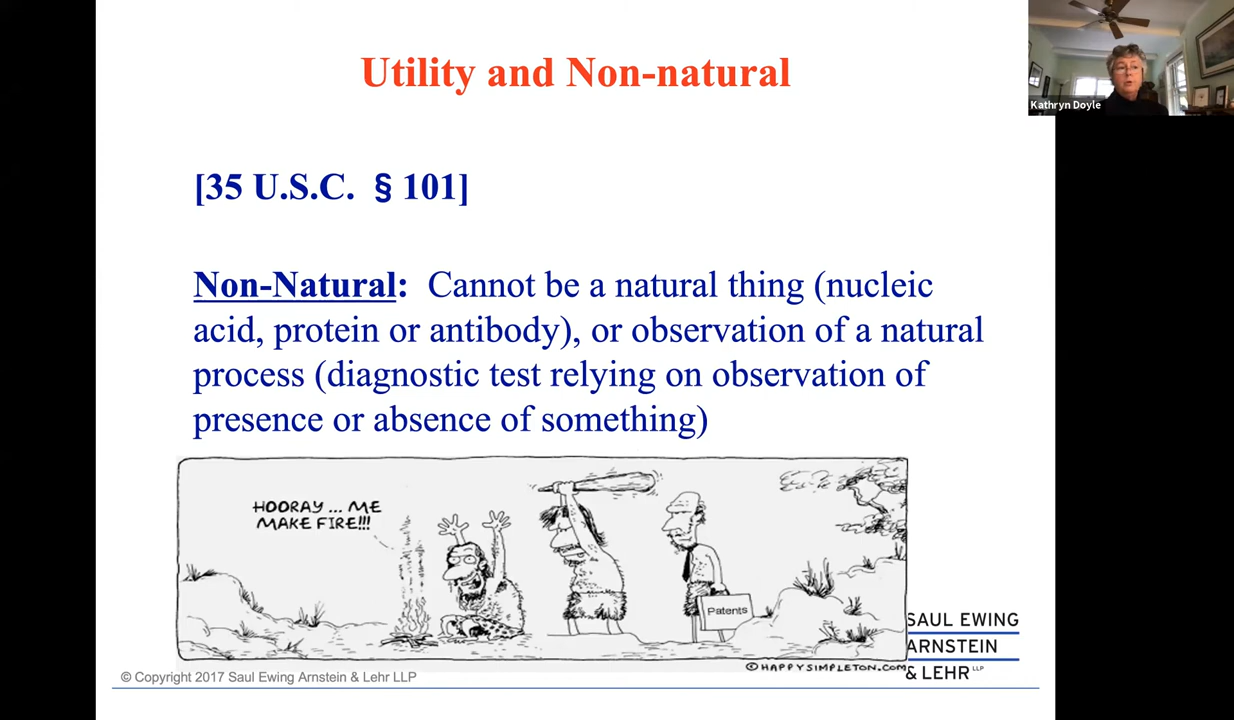 Utility and Non-natural
Kathryn Doyle
[35 U.S.C. § 101]
Non-Natural: Cannot be a natural thing (nucleic
acid, protein or antibody), or observation of a natural
process (diagnostic test relying on observation of
presence or absence of something)
HOORAY... ME
MAKE FIRE!!!
Patents
SAUL EWING
ARNSTEIN
& LEHR LLP
©HAPPYSIMPLETON.COM
© Copyright 2017 Saul Ewing Arnstein & Lehr LLP